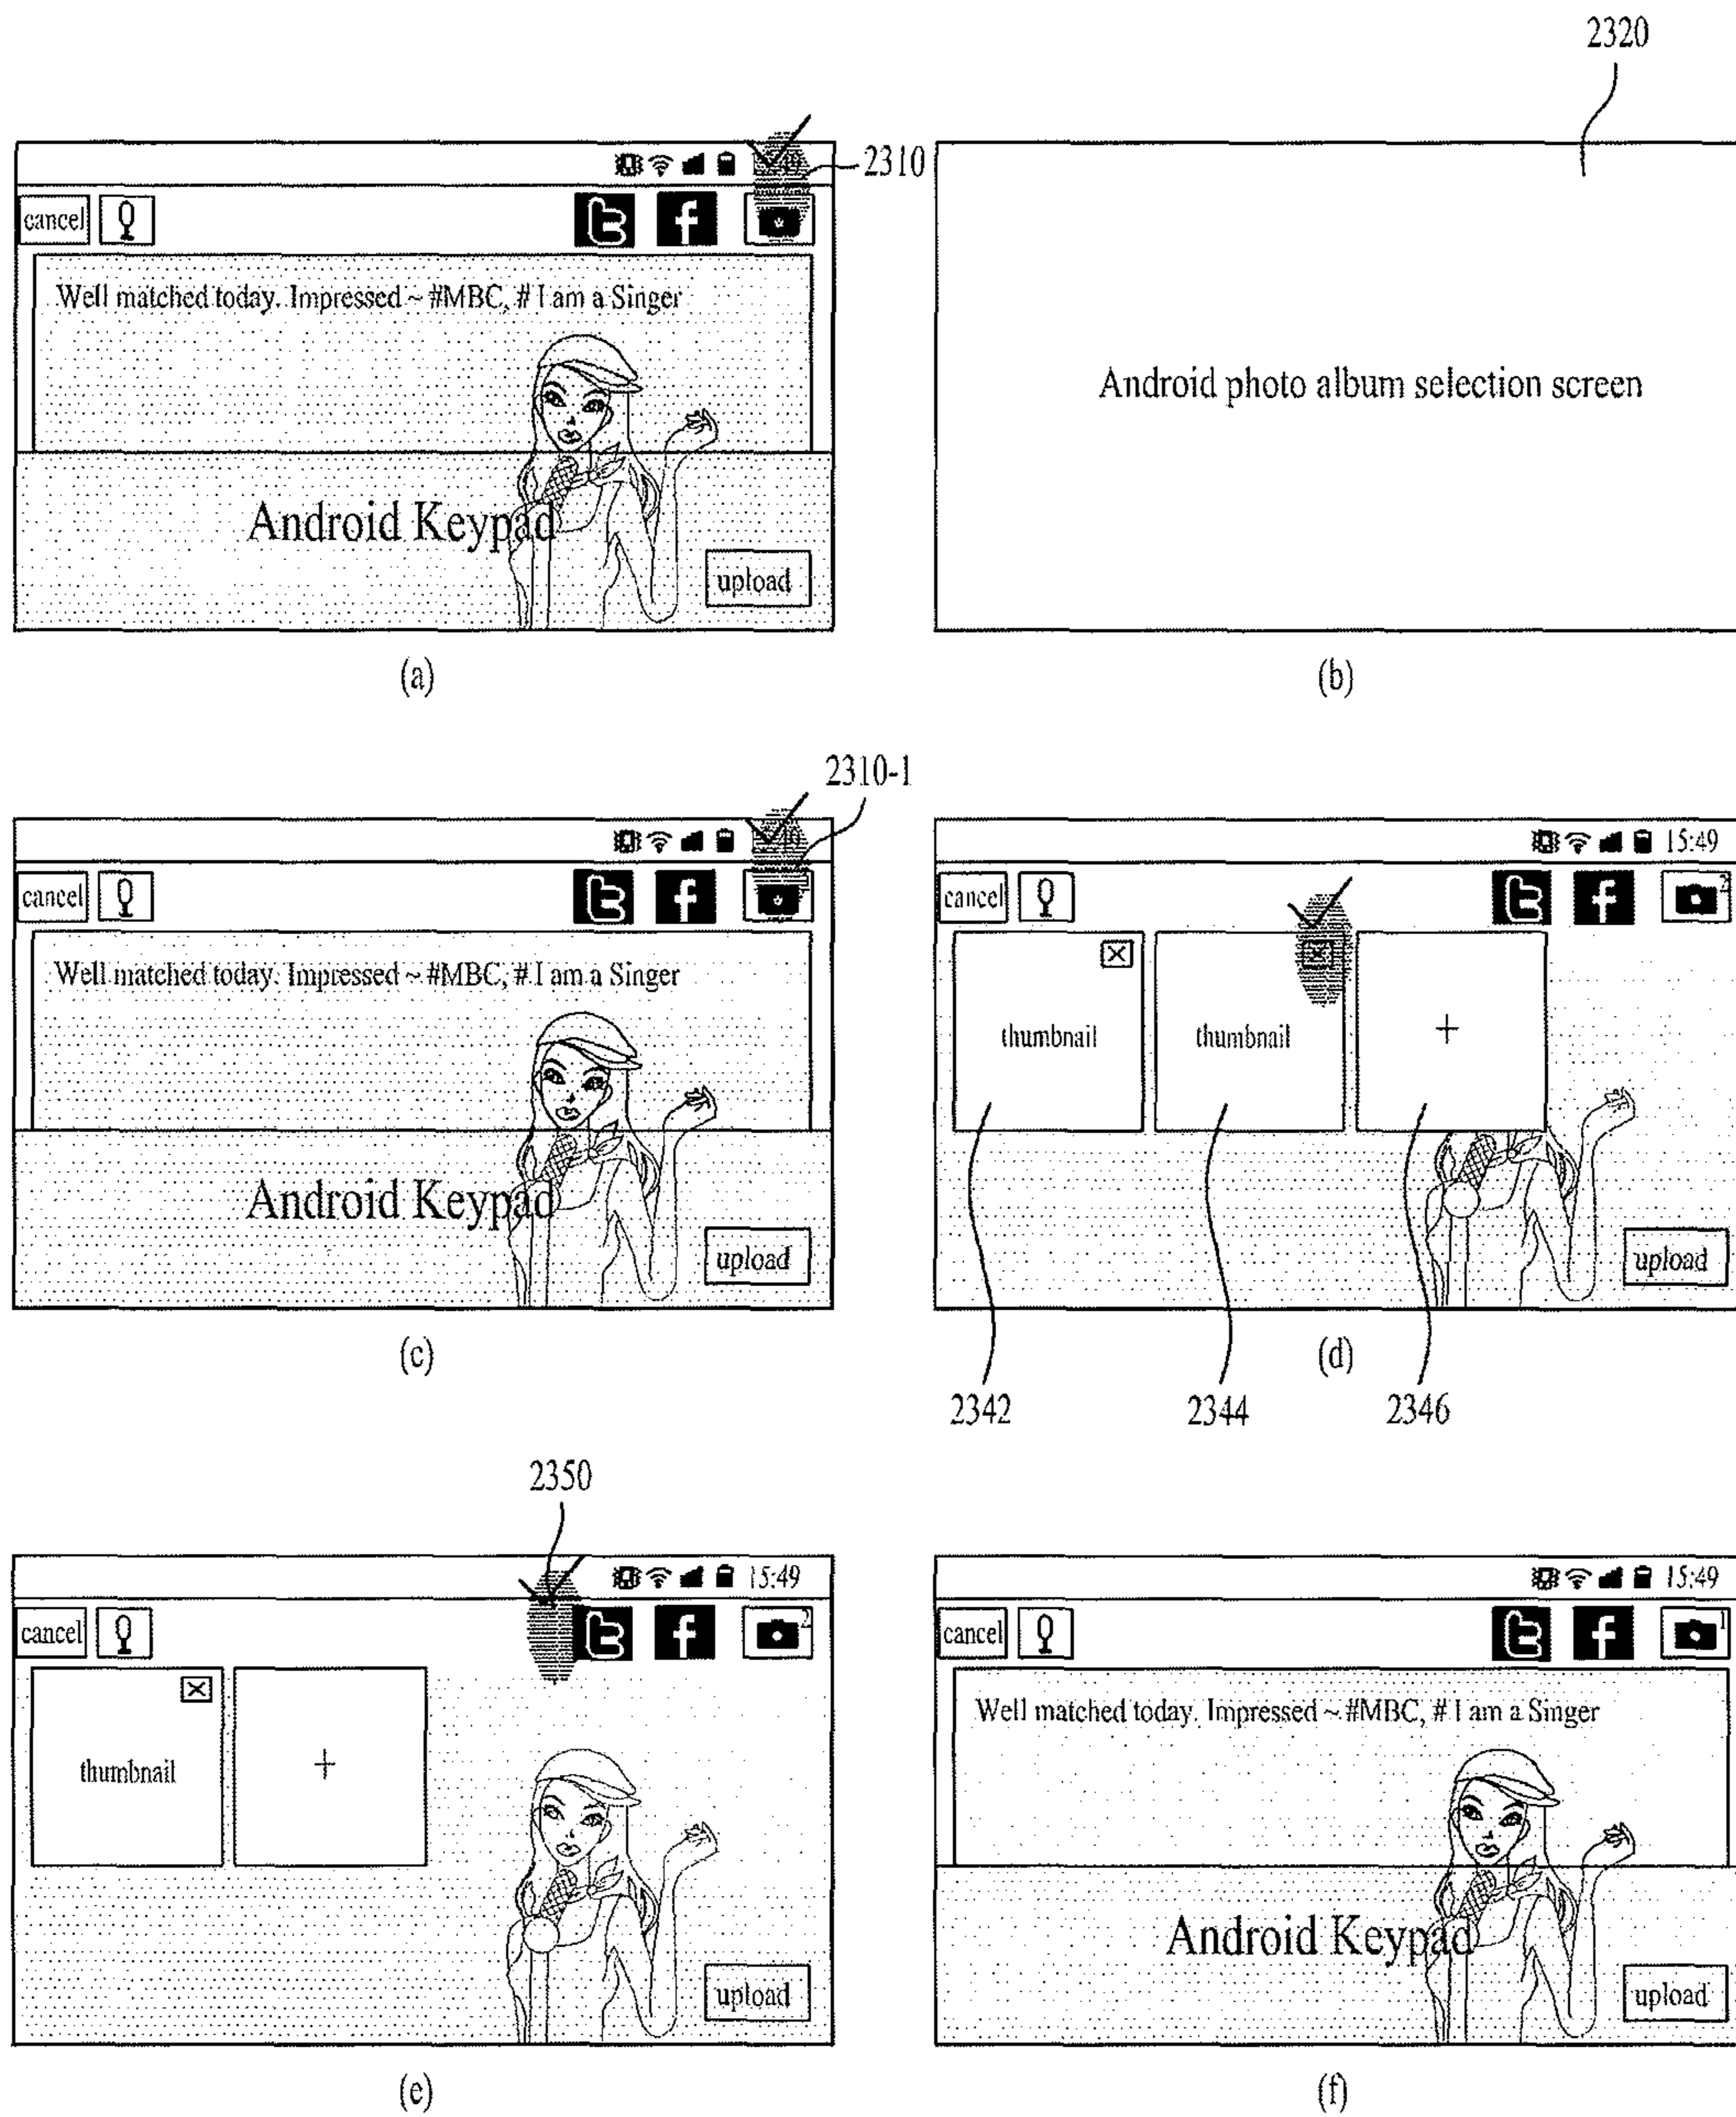 2320
2310
cancel
Well matched today. Impressed ~ #MBC, # I am a Singer
Android Keypad
upload
(a)
Android photo album selection screen
(b)
2310-1
cancel
Well matched today. Impressed ~ #MBC, # I am a Singer
Android Keypad
upload
(c)
15:49
cancel
2
thumbnail
thumbnail
+
upload
(d)
2342
2344
2346
2350
15:49
cancel
2
thumbnail
+
upload
(e)
15:49
cancel
1
Well matched today. Impressed ~ #MBC, # I am a Singer
Android Keypad
upload
(f)